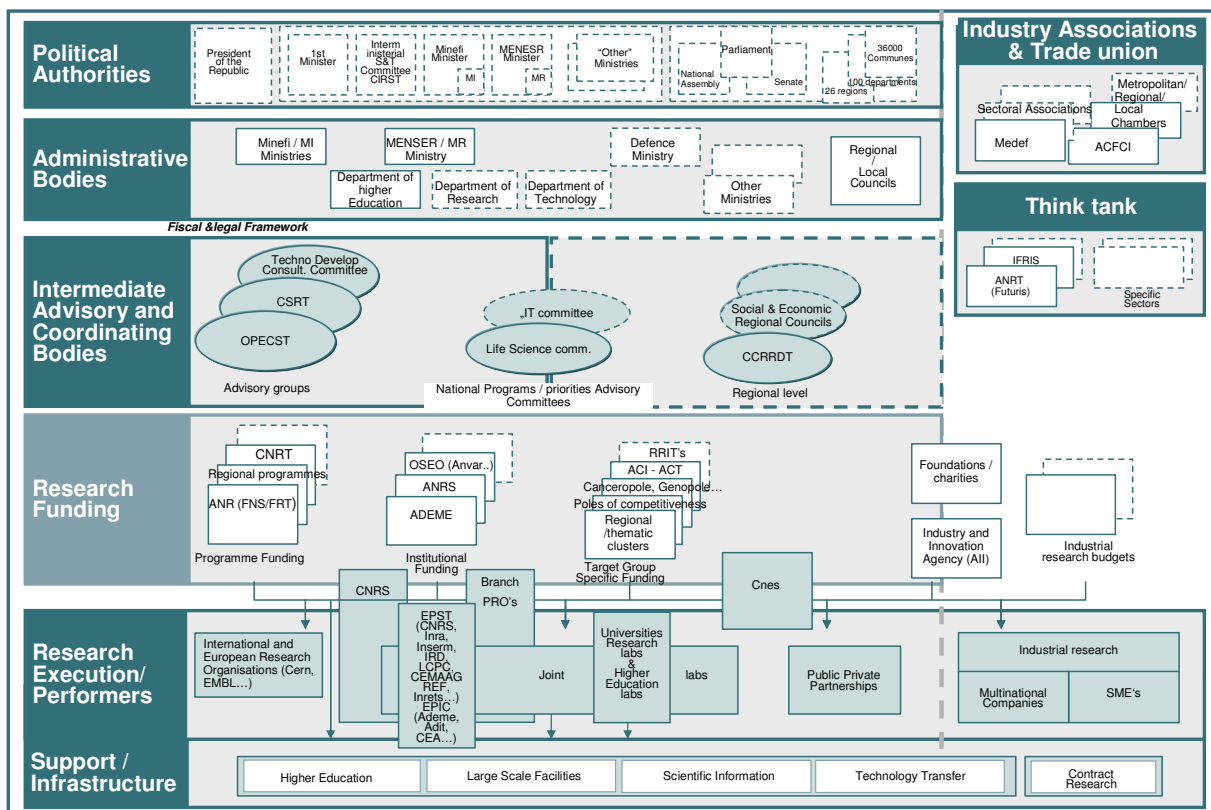 Political
Authorities
President
of the
Republic
1st
Minister
Interm
inisterial
S&T
Committee
CIRST
Minefi
Minister
MI
MENESR
Minister
MR
“Other”
Ministries
Parliament
National
Assembly
Senate
36000
Communes
100 departments
26 regions
Industry Associations
& Trade union
Metropolitan/
Regional/
Local
Chambers
Sectoral Associations
Medef
ACFCI
Administrative
Bodies
Minefi / MI
Ministries
MENSER / MR
Ministry
Defence
Ministry
Regional
/
Local
Councils
Department of
higher
Education
Department of
Research
Department of
Technology
Other
Ministries
Think tank
IFRIS
ANRT
(Futuris)
Specific
Sectors
Fiscal &legal Framework
Intermediate
Advisory and
Coordinating
Bodies
Techno Develop
Consult. Committee
CSRT
OPECST
Advisory groups
„IT committee
Life Science comm.
National Programs / priorities Advisory
Committees
Social & Economic
Regional Councils
CCRRDT
Regional level
Research
Funding
CNRT
Regional programmes
ANR (FNS/FRT)
Programme Funding
OSEO (Anvar..)
ANRS
ADEME
Institutional
Funding
RRIT's
ACI - ACT
Canceropole, Genopole…
Poles of competitiveness
Regional
/thematic
clusters
Target Group
Specific Funding
Foundations /
charities
Industry and
Innovation
Agency (AII)
Industrial
research budgets
Research
Execution/
Performers
International and
European Research
Organisations (Cern,
EMBL…)
CNRS
Branch
PRO's
EPST
(CNRS,
Inra,
Inserm,
IRD,
LCPC,
CEMAAG
REF,
Inrets…)
EPIC
(Ademe,
Adit,
CEA…)
Joint
Universities
Research
labs
&
Higher
Education
labs
labs
Cnes
Public Private
Partnerships
Industrial research
Multinational
Companies
SME's
Support /
Infrastructure
Higher Education
Large Scale Facilities
Scientific Information
Technology Transfer
Contract
Research